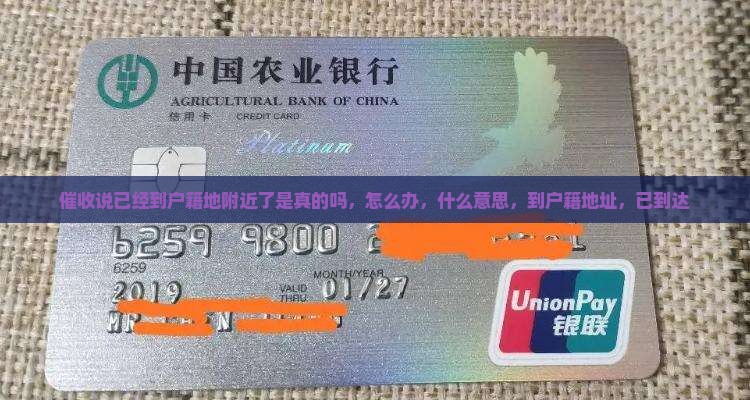 中国农业银行
AGRICULTURAL BANK OF CHINA
信用卡 CREDIT CARD
Platinum
催收说已经到户籍地附近了是真的吗，怎么办，什么意思，到户籍地址，已到达
6259 9800 2
6259
MONTH/YEAR
2019 VALID THRU 01/27
UnionPay
银联